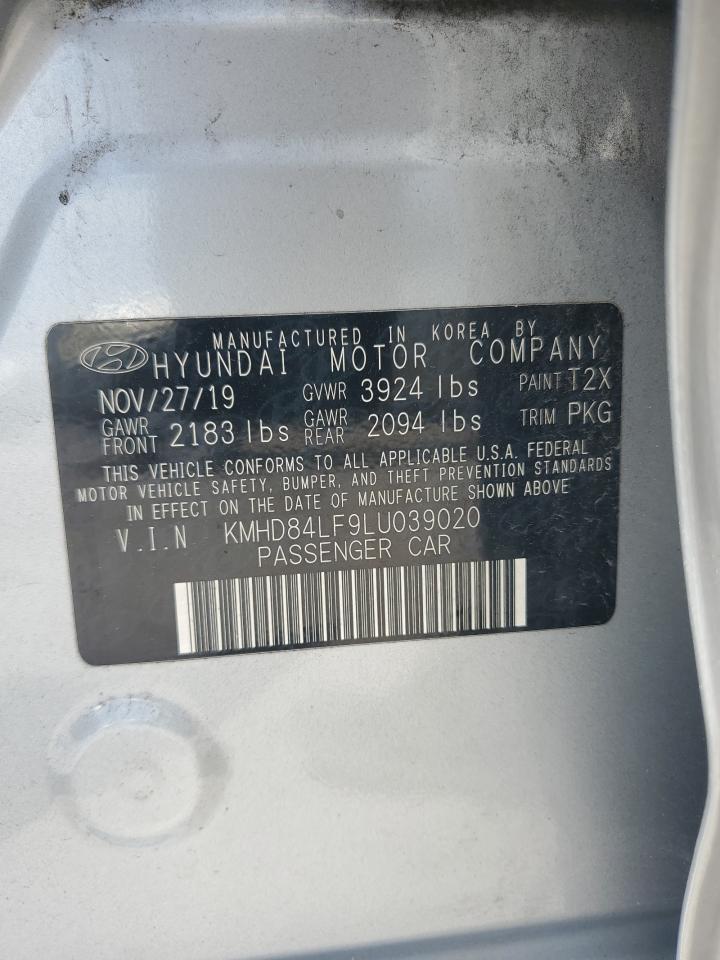 MANUFACTURED IN KOREA BY
HYUNDAI MOTOR COMPANY
NOV/27/19 GVWR 3924 lbs PAINT T2X
GAWR FRONT 2183 lbs GAWR REAR 2094 lbs TRIM PKG
THIS VEHICLE CONFORMS TO ALL APPLICABLE U.S.A. FEDERAL
MOTOR VEHICLE SAFETY, BUMPER, AND THEFT PREVENTION STANDARDS
IN EFFECT ON THE DATE OF MANUFACTURE SHOWN ABOVE
V.I.N KMHD84LF9LU039020
PASSENGER CAR